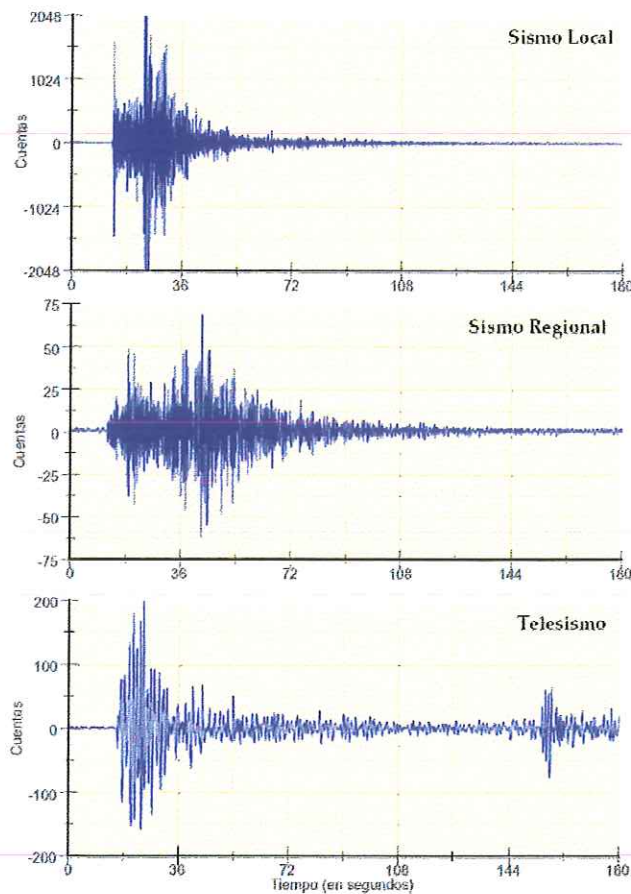 2048
Sismo Local
1024
Cuentas
0
-1024
-2048
0 36 72 108 144 180
75
Sismo Regional
50
25
Cuentas
0
-25
-50
-75
0 36 72 108 144 180
200
Telesismo
100
Cuentas
0
-100
-200
0 36 72 108 144 180
Tiempo (en segundos)